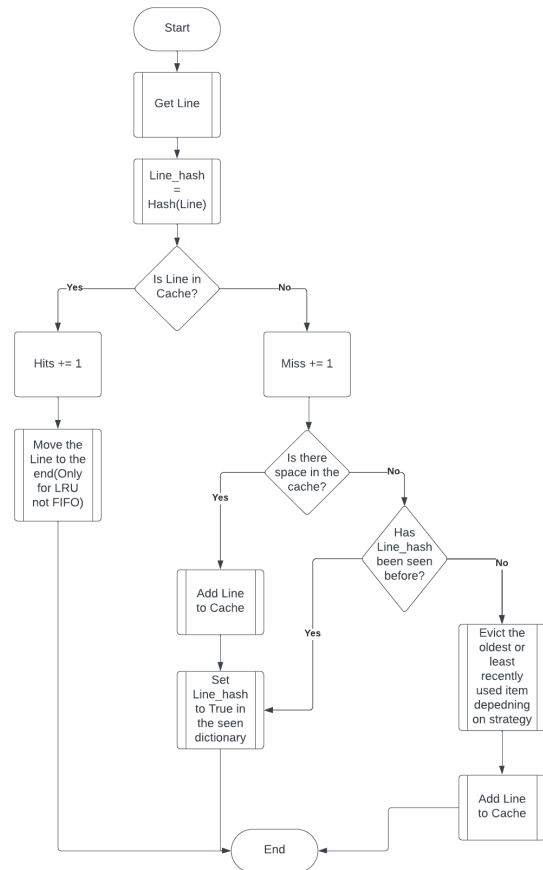 Start
Get Line
Line_hash
=
Hash(Line)
Is Line in
Cache?
Yes
No
Hits += 1
Miss += 1
Move the
Line to the
end(Only
for LRU
not FIFO)
Is there
space in the
cache?
Yes
No
Has
Line_hash
been seen
before?
Yes
No
Add Line
to Cache
Evict the
oldest or
least
recently
used item
depedning
on strategy
Set
Line_hash
to True in
the seen
dictionary
Add Line
to Cache
End